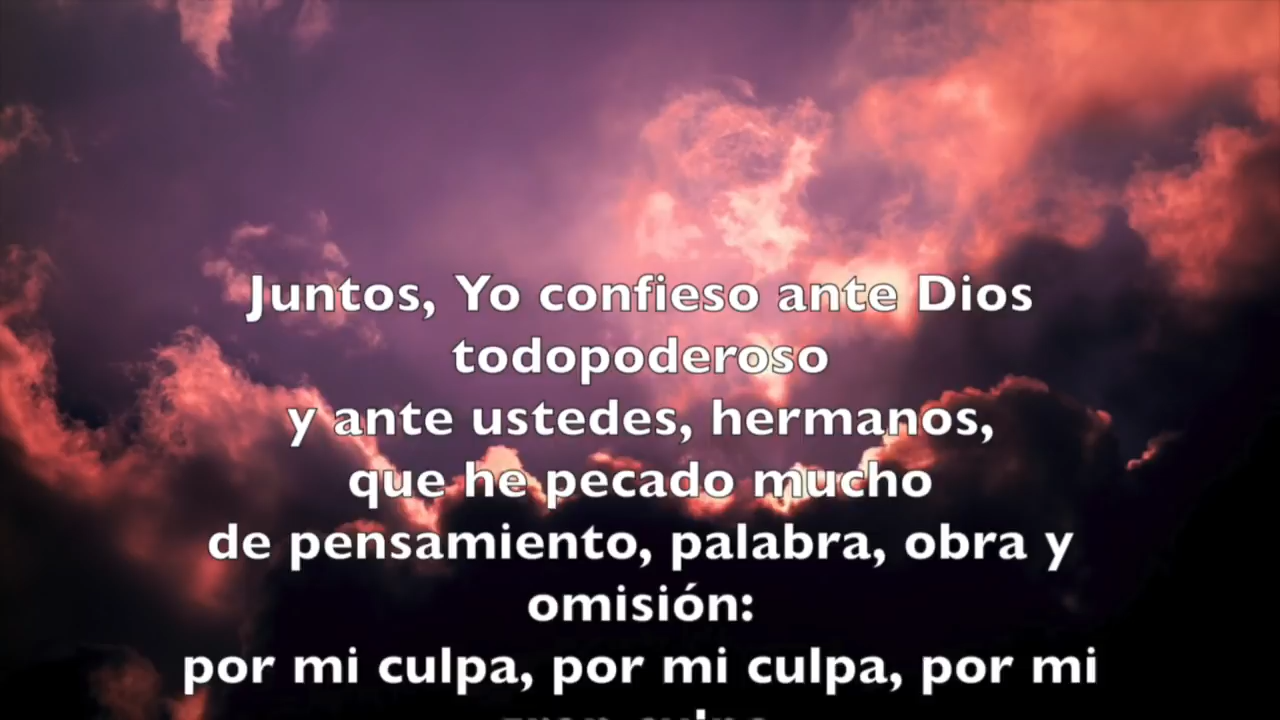 Juntos, Yo confieso ante Dios
todopoderoso
y ante ustedes, hermanos,
que he pecado mucho
de pensamiento, palabra, obra y
omisión:
por mi culpa, por mi culpa, por mi